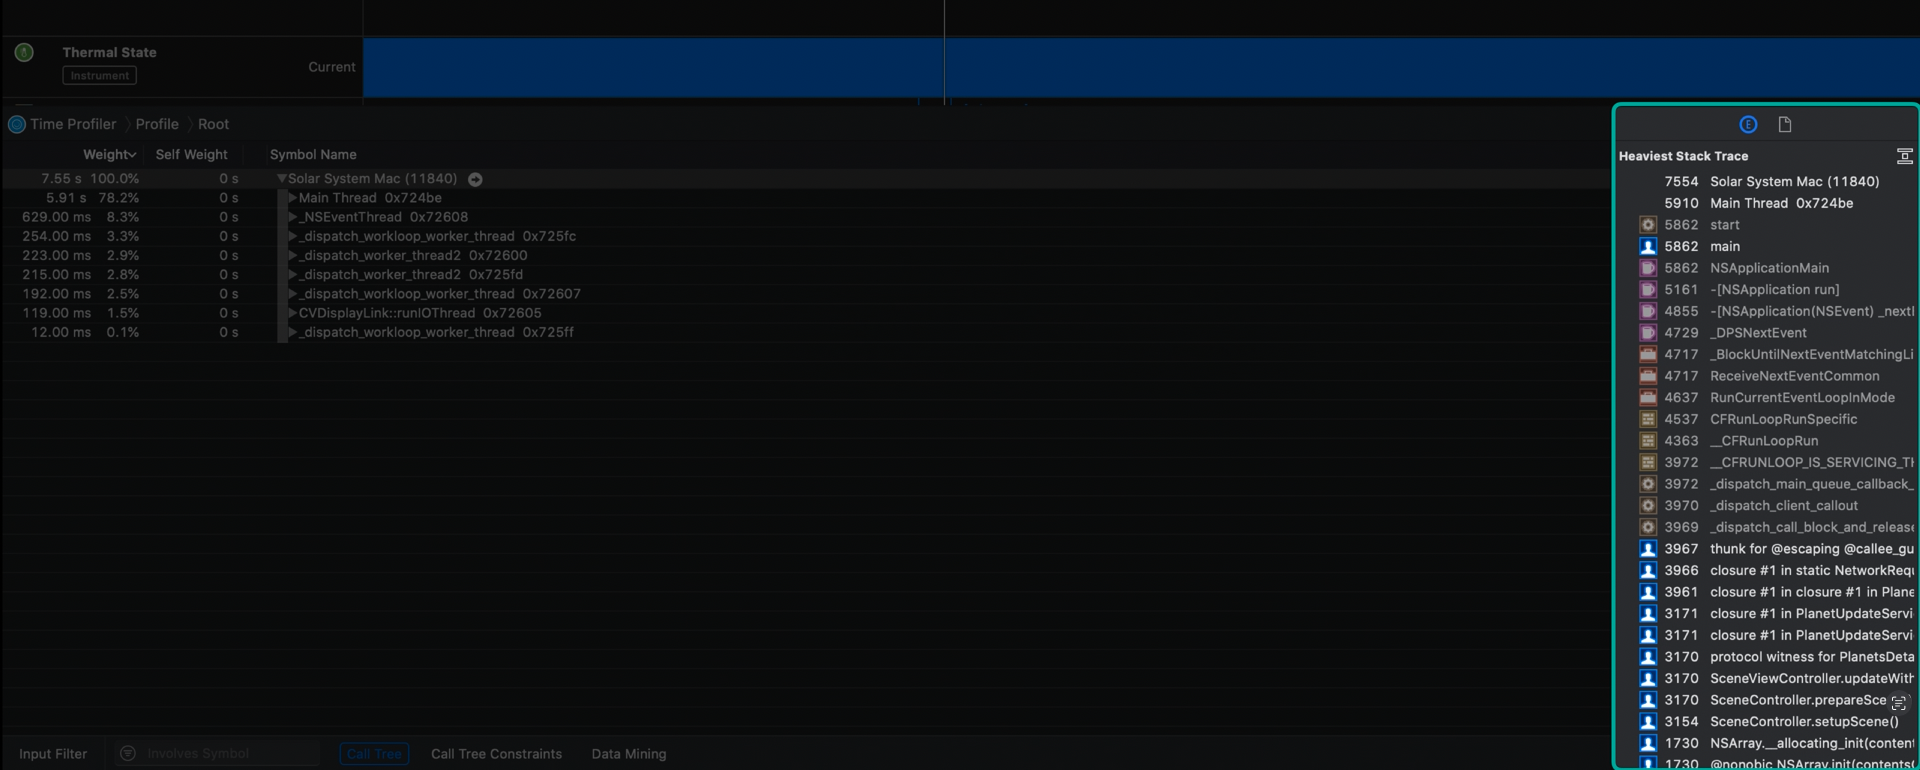 Thermal State
Instrument
Current
Time Profiler Profile Root
Weight Self Weight Symbol Name
7.55 s 100.0% 0 s Solar System Mac (11840)
5.91 s 78.2% 0 s Main Thread 0x724be
629.00 ms 8.3% 0 s _NSEventThread 0x72608
254.00 ms 3.3% 0 s _dispatch_workloop_worker_thread 0x725fc
223.00 ms 2.9% 0 s _dispatch_worker_thread2 0x72600
215.00 ms 2.8% 0 s _dispatch_worker_thread2 0x725fd
192.00 ms 2.5% 0 s _dispatch_workloop_worker_thread 0x72607
119.00 ms 1.5% 0 s CVDisplayLink::runIOThread 0x72605
12.00 ms 0.1% 0 s _dispatch_workloop_worker_thread 0x725ff
Input Filter Involves Symbol Call Tree Call Tree Constraints Data Mining
E
Heaviest Stack Trace
7554 Solar System Mac (11840)
5910 Main Thread 0x724be
5862 start
5862 main
5862 NSApplicationMain
5161 -[NSApplication run]
4855 -[NSApplication(NSEvent) _nextI
4729 _DPSNextEvent
4717 _BlockUntilNextEventMatchingLi
4717 ReceiveNextEventCommon
4637 RunCurrentEventLoopInMode
4537 CFRunLoopRunSpecific
4363 __CFRunLoopRun
3972 __CFRUNLOOP_IS_SERVICING_TH
3972 _dispatch_main_queue_callback_
3970 _dispatch_client_callout
3969 _dispatch_call_block_and_release
3967 thunk for @escaping @callee_gu
3966 closure #1 in static NetworkRequ
3961 closure #1 in closure #1 in Plane
3171 closure #1 in PlanetUpdateServi
3171 closure #1 in PlanetUpdateServi
3170 protocol witness for PlanetsDeta
3170 SceneViewController.updateWith
3170 SceneController.prepareSce
3154 SceneController.setupScene()
1730 NSArray.__allocating_init(content
1730 @nonobjc NSArray.init(contentsO